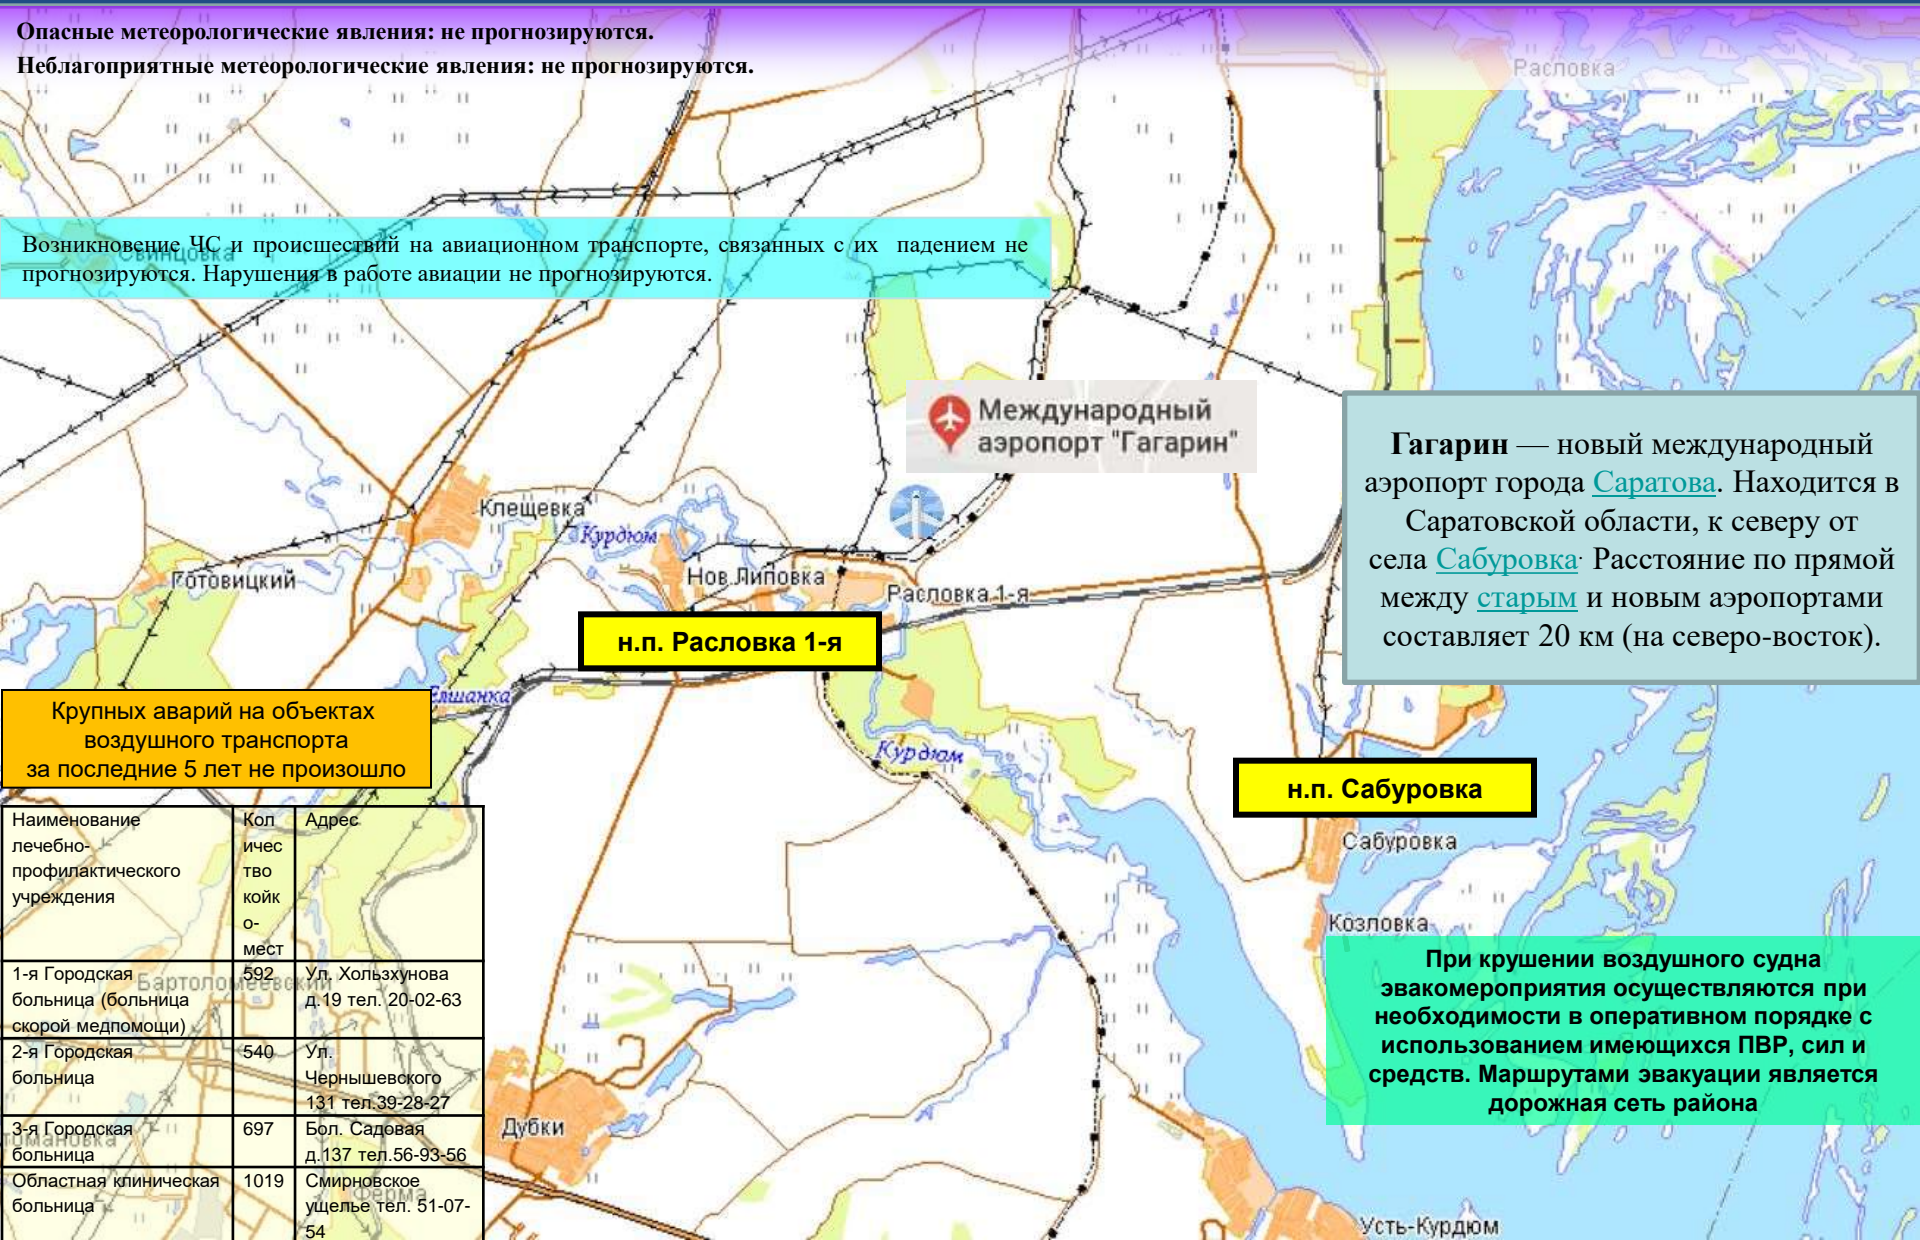 Опасные метеорологические явления: не прогнозируются.
Неблагоприятные метеорологические явления: не прогнозируются.
Расловка
Возникновение ЧС и происшествий на авиационном транспорте, связанных с их падением не
прогнозируются. Нарушения в работе авиации не прогнозируются.
Свинцовка
Международный
аэропорт "Гагарин"
Гагарин — новый международный
аэропорт города Саратова. Находится в
Саратовской области, к северу от
села Сабуровка. Расстояние по прямой
между старым и новым аэропортами
составляет 20 км (на северо-восток).
Клещевка
Курдюм
Готовицкий
Нов.Липовка
Расловка 1-я
н.п. Расловка 1-я
Елшанка
Крупных аварий на объектах
воздушного транспорта
за последние 5 лет не произошло
Курдюм
н.п. Сабуровка
Сабуровка
Козловка
Наименование
лечебно-
профилактического
учреждения
Кол
ичес
тво
койк
о-
мест
Адрес
1-я Городская
больница (больница
скорой медпомощи)
592
Ул. Хользхунова
д.19 тел. 20-02-63
Бартоломеевский
2-я Городская
больница
540
Ул.
Чернышевского
131 тел.39-28-27
3-я Городская
больница
697
Бол. Садовая
д.137 тел.56-93-56
Областная клиническая
больница
1019
Смирновское
ущелье тел. 51-07-
54
Ферма
При крушении воздушного судна
эвакомероприятия осуществляются при
необходимости в оперативном порядке с
использованием имеющихся ПВР, сил и
средств. Маршрутами эвакуации является
дорожная сеть района
Дубки
Усть-Курдюм